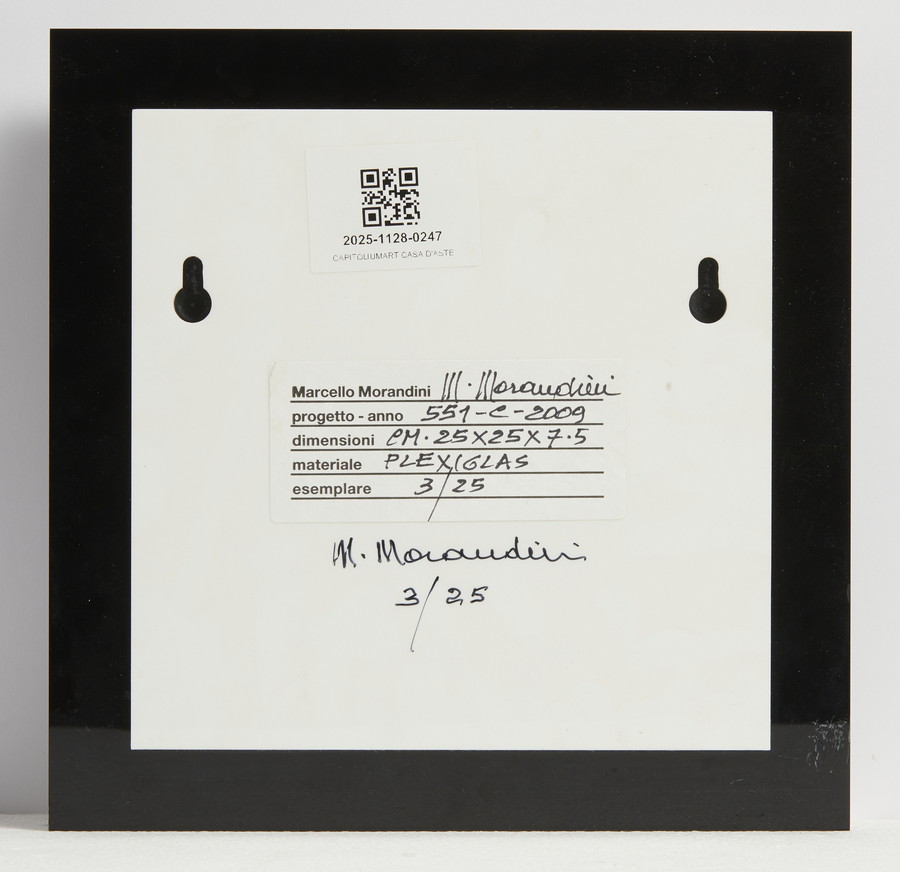 2025-1128-0247
CAPITOLIUMART CASA D'ASTE
Marcello Morandini M. Morandini
progetto - anno 551-C-2009
dimensioni CM. 25X25X7.5
materiale PLEXIGLAS
esemplare 3/25
M. Morandini
3/25